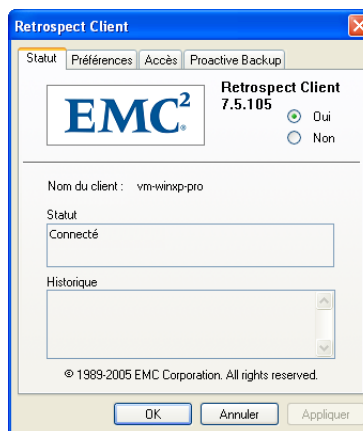 Retrospect Client
Statut Préférences Accès Proactive Backup
EMC²
Retrospect Client
7.5.105
Oui
Non
Nom du client : vm-winxp-pro
Statut
Connecté
Historique
© 1989-2005 EMC Corporation. All rights reserved.
OK Annuler Appliquer